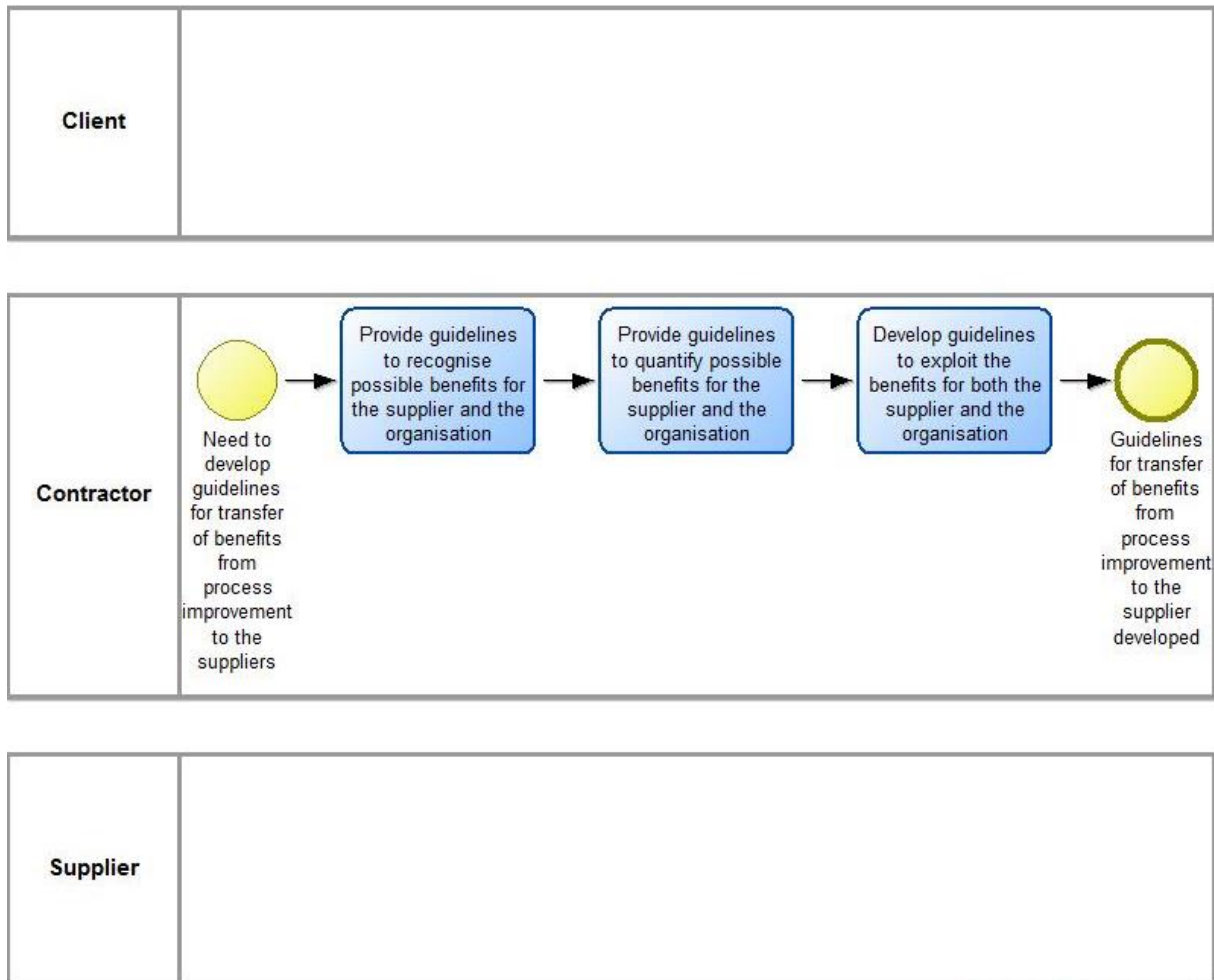 Client
Contractor
Need to
develop
guidelines
for transfer
of benefits
from
process
improvement
to the
suppliers
Provide guidelines
to recognise
possible benefits for
the supplier and the
organisation
Provide guidelines
to quantify possible
benefits for the
supplier and the
organisation
Develop guidelines
to exploit the
benefits for both the
supplier and the
organisation
Guidelines
for transfer
of benefits
from
process
improvement
to the
supplier
developed
Supplier